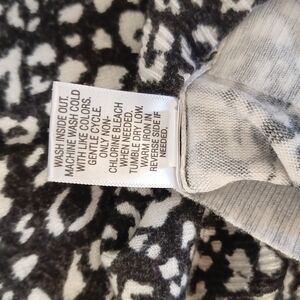 WASH INSIDE OUT.
MACHINE WASH COLD
WITH LIKE COLORS.
GENTLE CYCLE.
ONLY NON-
CHLORINE BLEACH
WHEN NEEDED.
TUMBLE DRY LOW.
WARM IRON IN
REVERSE SIDE IF
NEEDED.